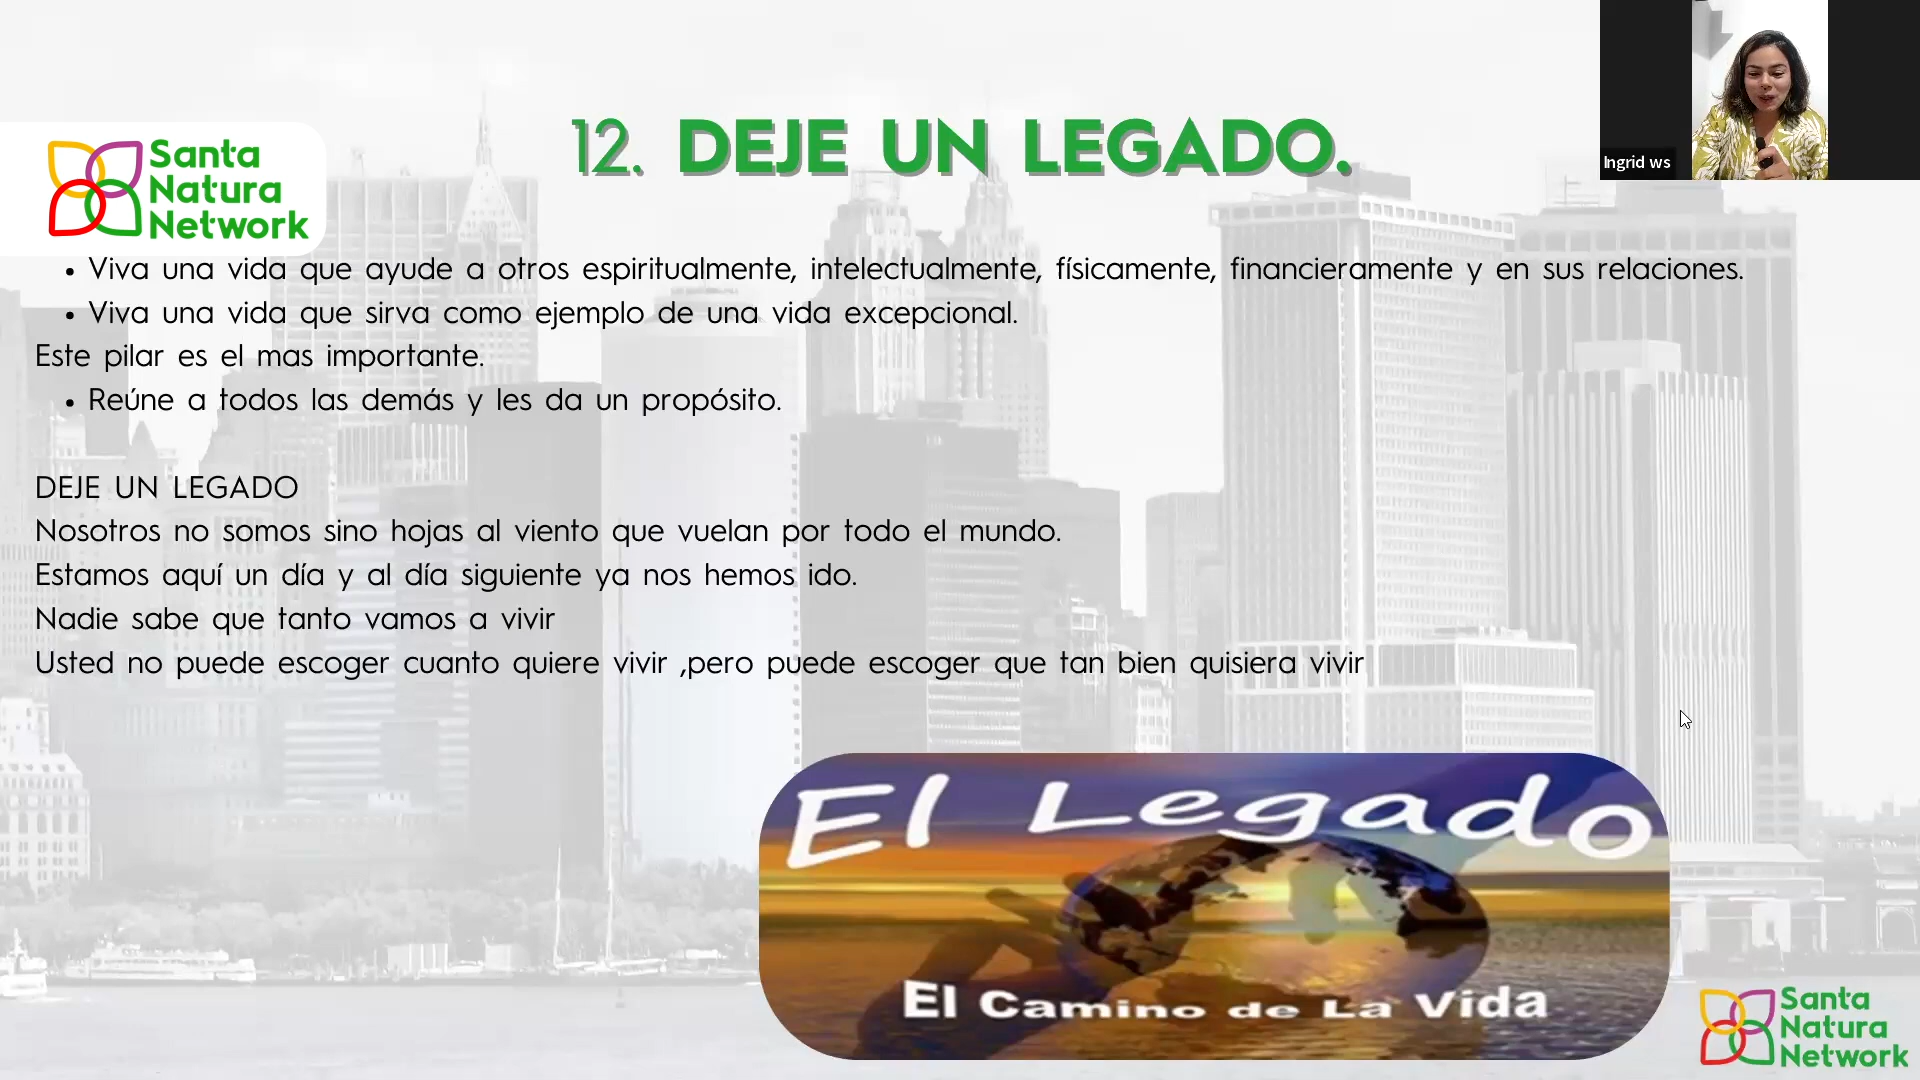 Ingrid ws
12. DEJE UN LEGADO.
Santa
Natura
Network
• Viva una vida que ayude a otros espiritualmente, intelectualmente, físicamente, financieramente y en sus relaciones.
• Viva una vida que sirva como ejemplo de una vida excepcional.
Este pilar es el mas importante.
• Reúne a todos las demás y les da un propósito.
DEJE UN LEGADO
Nosotros no somos sino hojas al viento que vuelan por todo el mundo.
Estamos aquí un día y al día siguiente ya nos hemos ido.
Nadie sabe que tanto vamos a vivir
Usted no puede escoger cuanto quiere vivir ,pero puede escoger que tan bien quisiera vivir
El Legado
El Camino de La Vida
Santa
Natura
Network